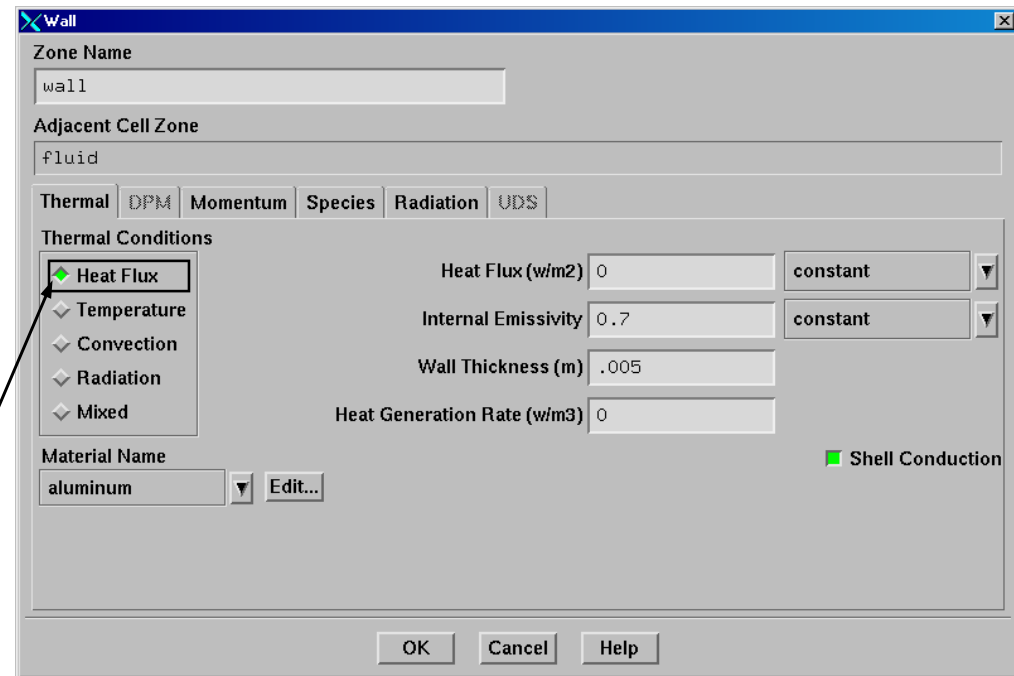 Wall
Zone Name
wall
Adjacent Cell Zone
fluid
Thermal DPM Momentum Species Radiation UDS
Thermal Conditions
Heat Flux
Temperature
Convection
Radiation
Mixed
Heat Flux (w/m2) 0 constant
Internal Emissivity 0.7 constant
Wall Thickness (m) .005
Heat Generation Rate (w/m3) 0
Material Name
aluminum Edit...
Shell Conduction
OK Cancel Help